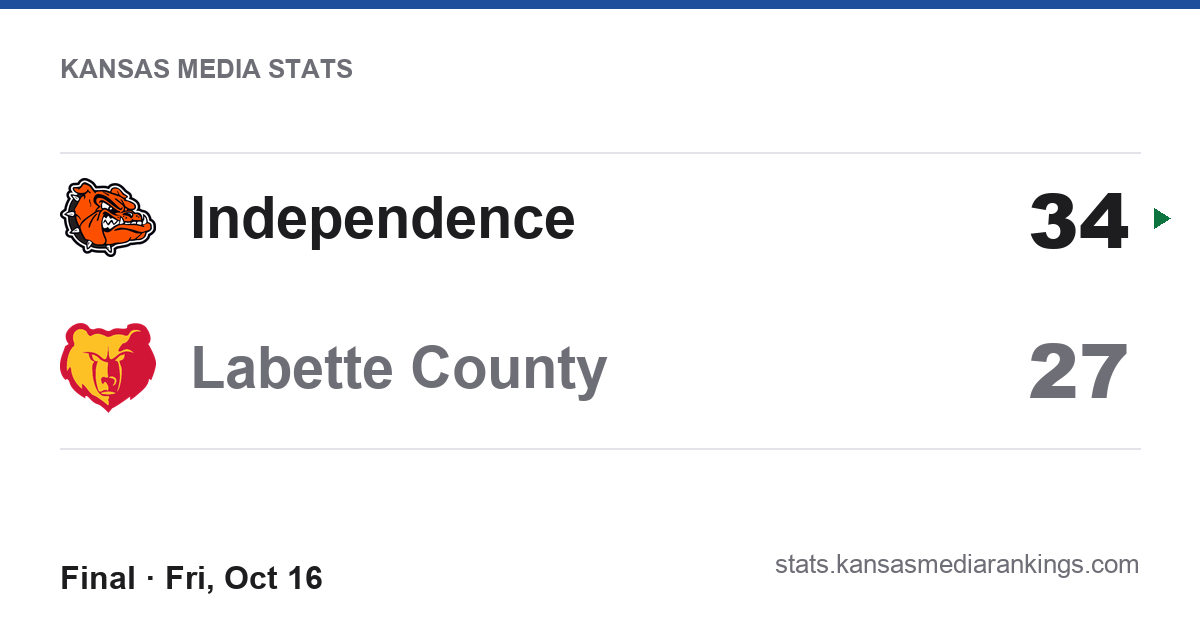 KANSAS MEDIA STATS
Independence 34
Labette County 27
Final · Fri, Oct 16
stats.kansasmediarankings.com